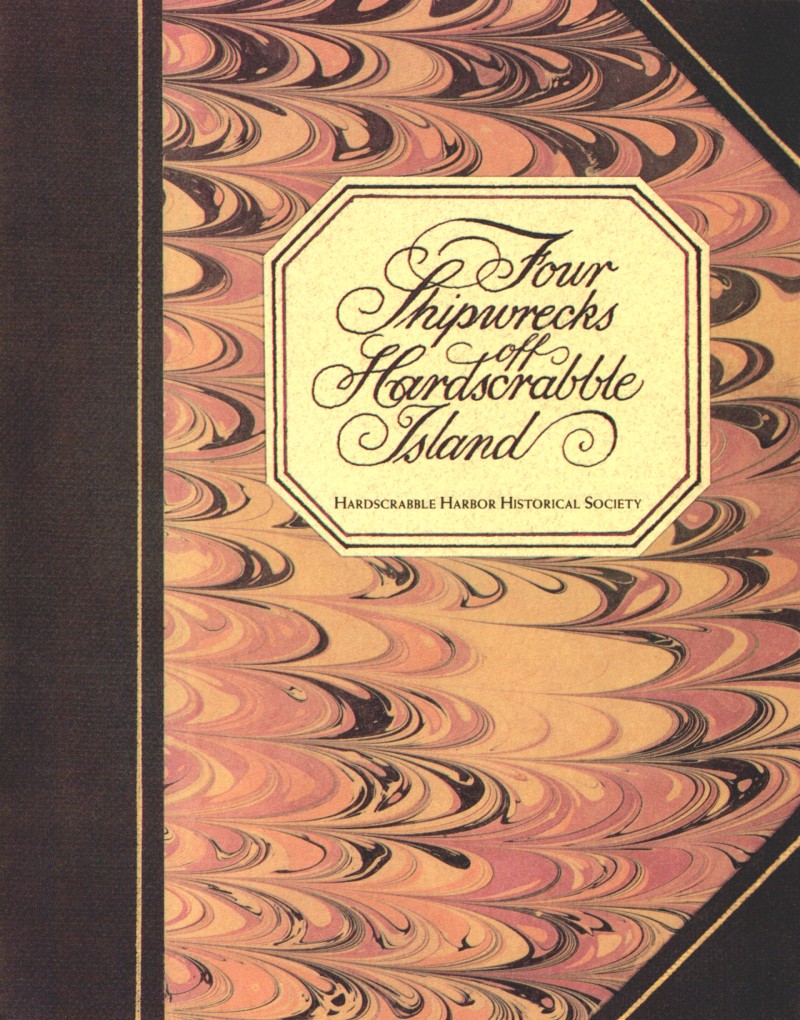 Four
Shipwrecks
off
Hardscrabble
Island
Hardscrabble Harbor Historical Society